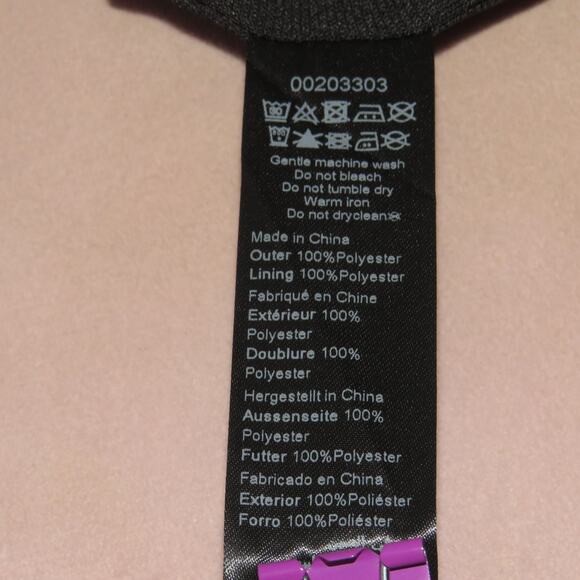 00203303
Gentle machine wash
Do not bleach
Do not tumble dry
Warm iron
Do not dryclean
Made in China
Outer 100%Polyester
Lining 100%Polyester
Fabriqué en Chine
Extérieur 100%
Polyester
Doublure 100%
Polyester
Hergestellt in China
Aussenseite 100%
Polyester
Futter 100%Polyester
Fabricado en China
Exterior 100%Poliéster
Forro 100%Poliéster